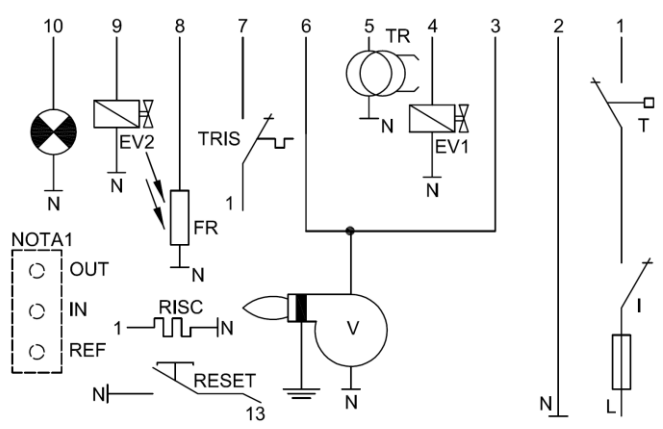 10 9 8 7 6 5 4 3 2 1
TR
N
T
EV2
TRIS
EV1
N
N
1
N
FR
NOTA1
OUT
N
I
IN
RISC
1
N
V
REF
RESET
N
13
N
N
L